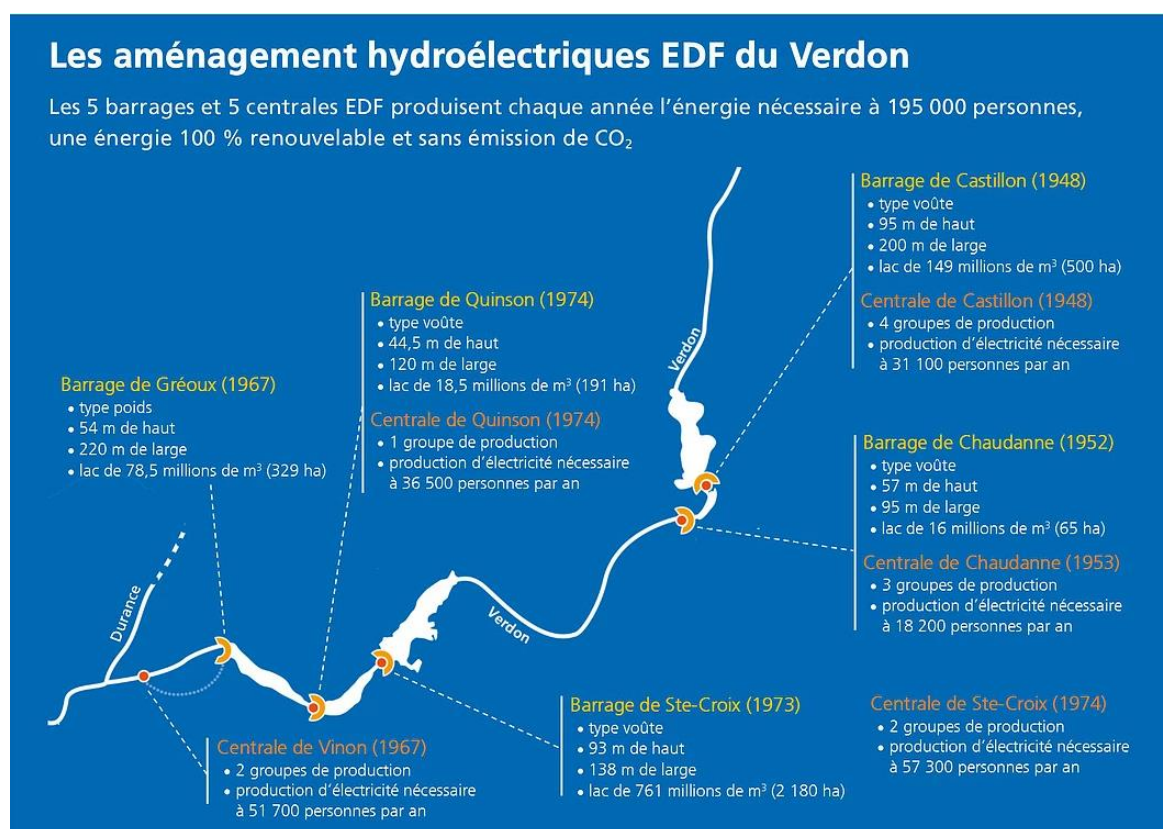 Les aménagement hydroélectriques EDF du Verdon
Les 5 barrages et 5 centrales EDF produisent chaque année l’énergie nécessaire à 195 000 personnes,
une énergie 100 % renouvelable et sans émission de CO₂
Barrage de Castillon (1948)
• type voûte
• 95 m de haut
• 200 m de large
• lac de 149 millions de m³ (500 ha)
Centrale de Castillon (1948)
• 4 groupes de production
• production d’électricité nécessaire
à 31 100 personnes par an
Barrage de Quinson (1974)
• type voûte
• 44,5 m de haut
• 120 m de large
• lac de 18,5 millions de m³ (191 ha)
Centrale de Quinson (1974)
• 1 groupe de production
• production d’électricité nécessaire
à 36 500 personnes par an
Verdon
Barrage de Gréoux (1967)
• type poids
• 54 m de haut
• 220 m de large
• lac de 78,5 millions de m³ (329 ha)
Barrage de Chaudanne (1952)
• type voûte
• 57 m de haut
• 95 m de large
• lac de 16 millions de m³ (65 ha)
Centrale de Chaudanne (1953)
• 3 groupes de production
• production d’électricité nécessaire
à 18 200 personnes par an
Durance
Verdon
Barrage de Ste-Croix (1973)
• type voûte
• 93 m de haut
• 138 m de large
• lac de 761 millions de m³ (2 180 ha)
Centrale de Ste-Croix (1974)
• 2 groupes de production
• production d’électricité nécessaire
à 57 300 personnes par an
Centrale de Vinon (1967)
• 2 groupes de production
• production d’électricité nécessaire
à 51 700 personnes par an